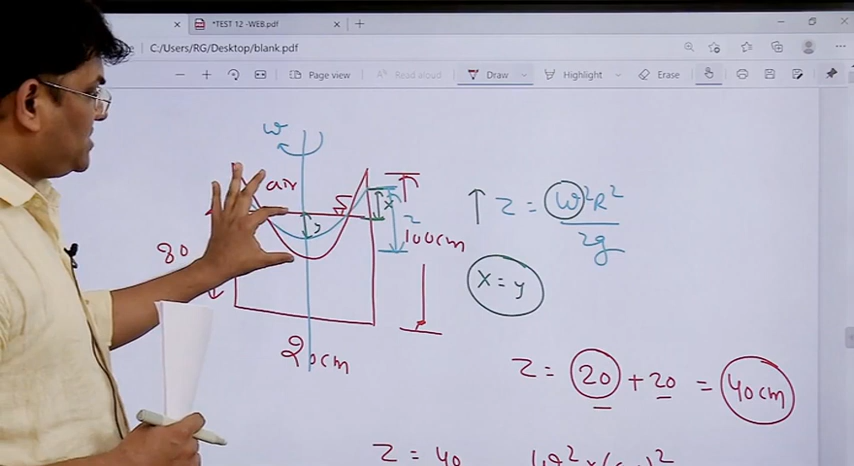 *TEST 12 -WEB.pdf
C:/Users/RG/Desktop/blank.pdf
Page view
Read aloud
Draw
Highlight
Erase
ω
air
x
y
z
80
100cm
20cm
↑ z = ω²R²
2g
x = y
z = 20 + 20 = 40cm
z = 40